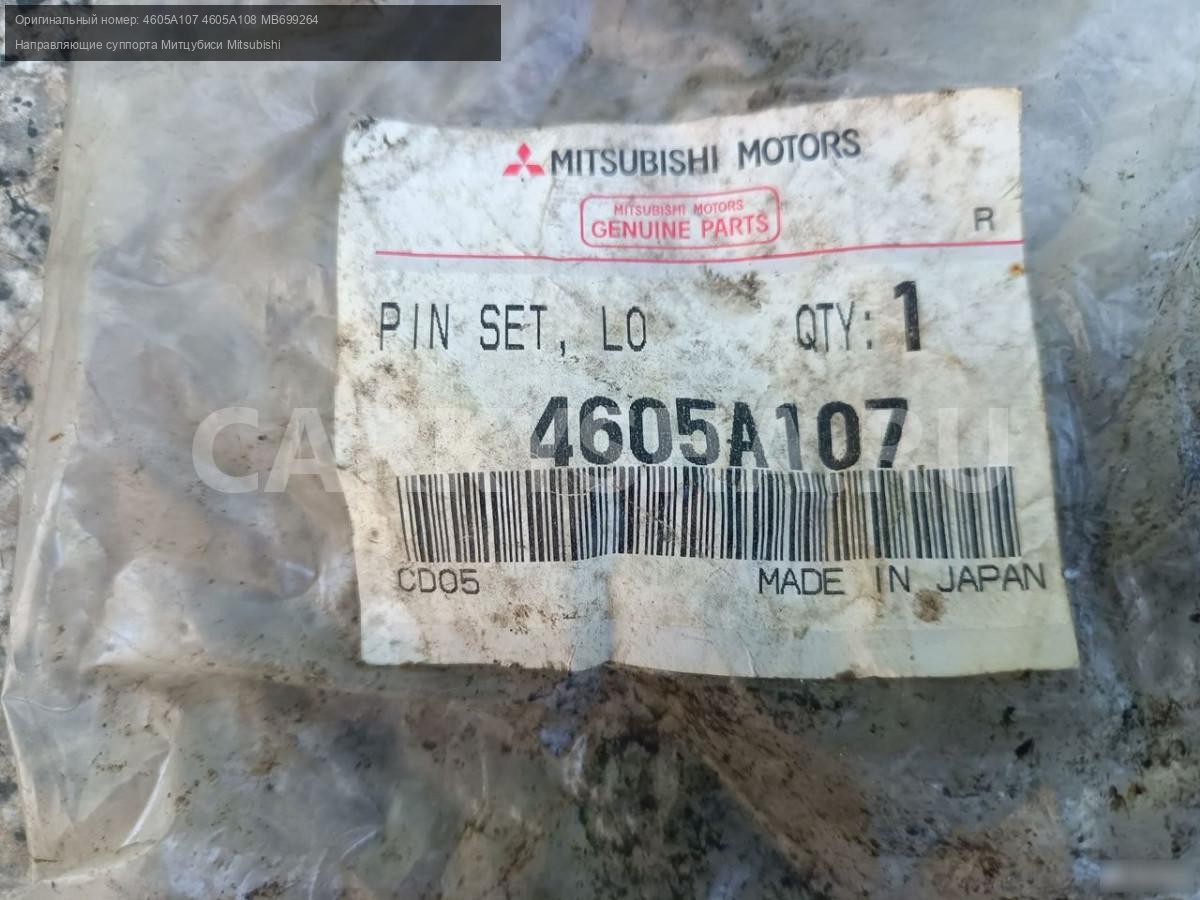 Оригинальный номер: 4605A107 4605A108 MB699264
Направляющие суппорта Митцубиси Mitsubishi
MITSUBISHI MOTORS
MITSUBISHI MOTORS
GENUINE PARTS
R
PIN SET, LO QTY: 1
4605A107
CD05 MADE IN JAPAN